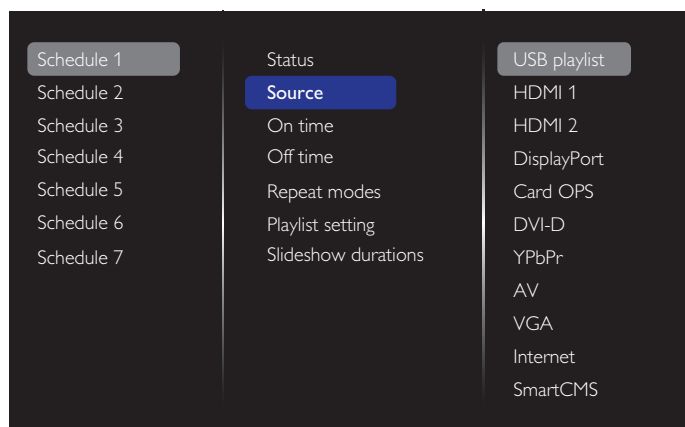 Schedule 1
Schedule 2
Schedule 3
Schedule 4
Schedule 5
Schedule 6
Schedule 7
Status
Source
On time
Off time
Repeat modes
Playlist setting
Slideshow durations
USB playlist
HDMI 1
HDMI 2
DisplayPort
Card OPS
DVI-D
YPbPr
AV
VGA
Internet
SmartCMS